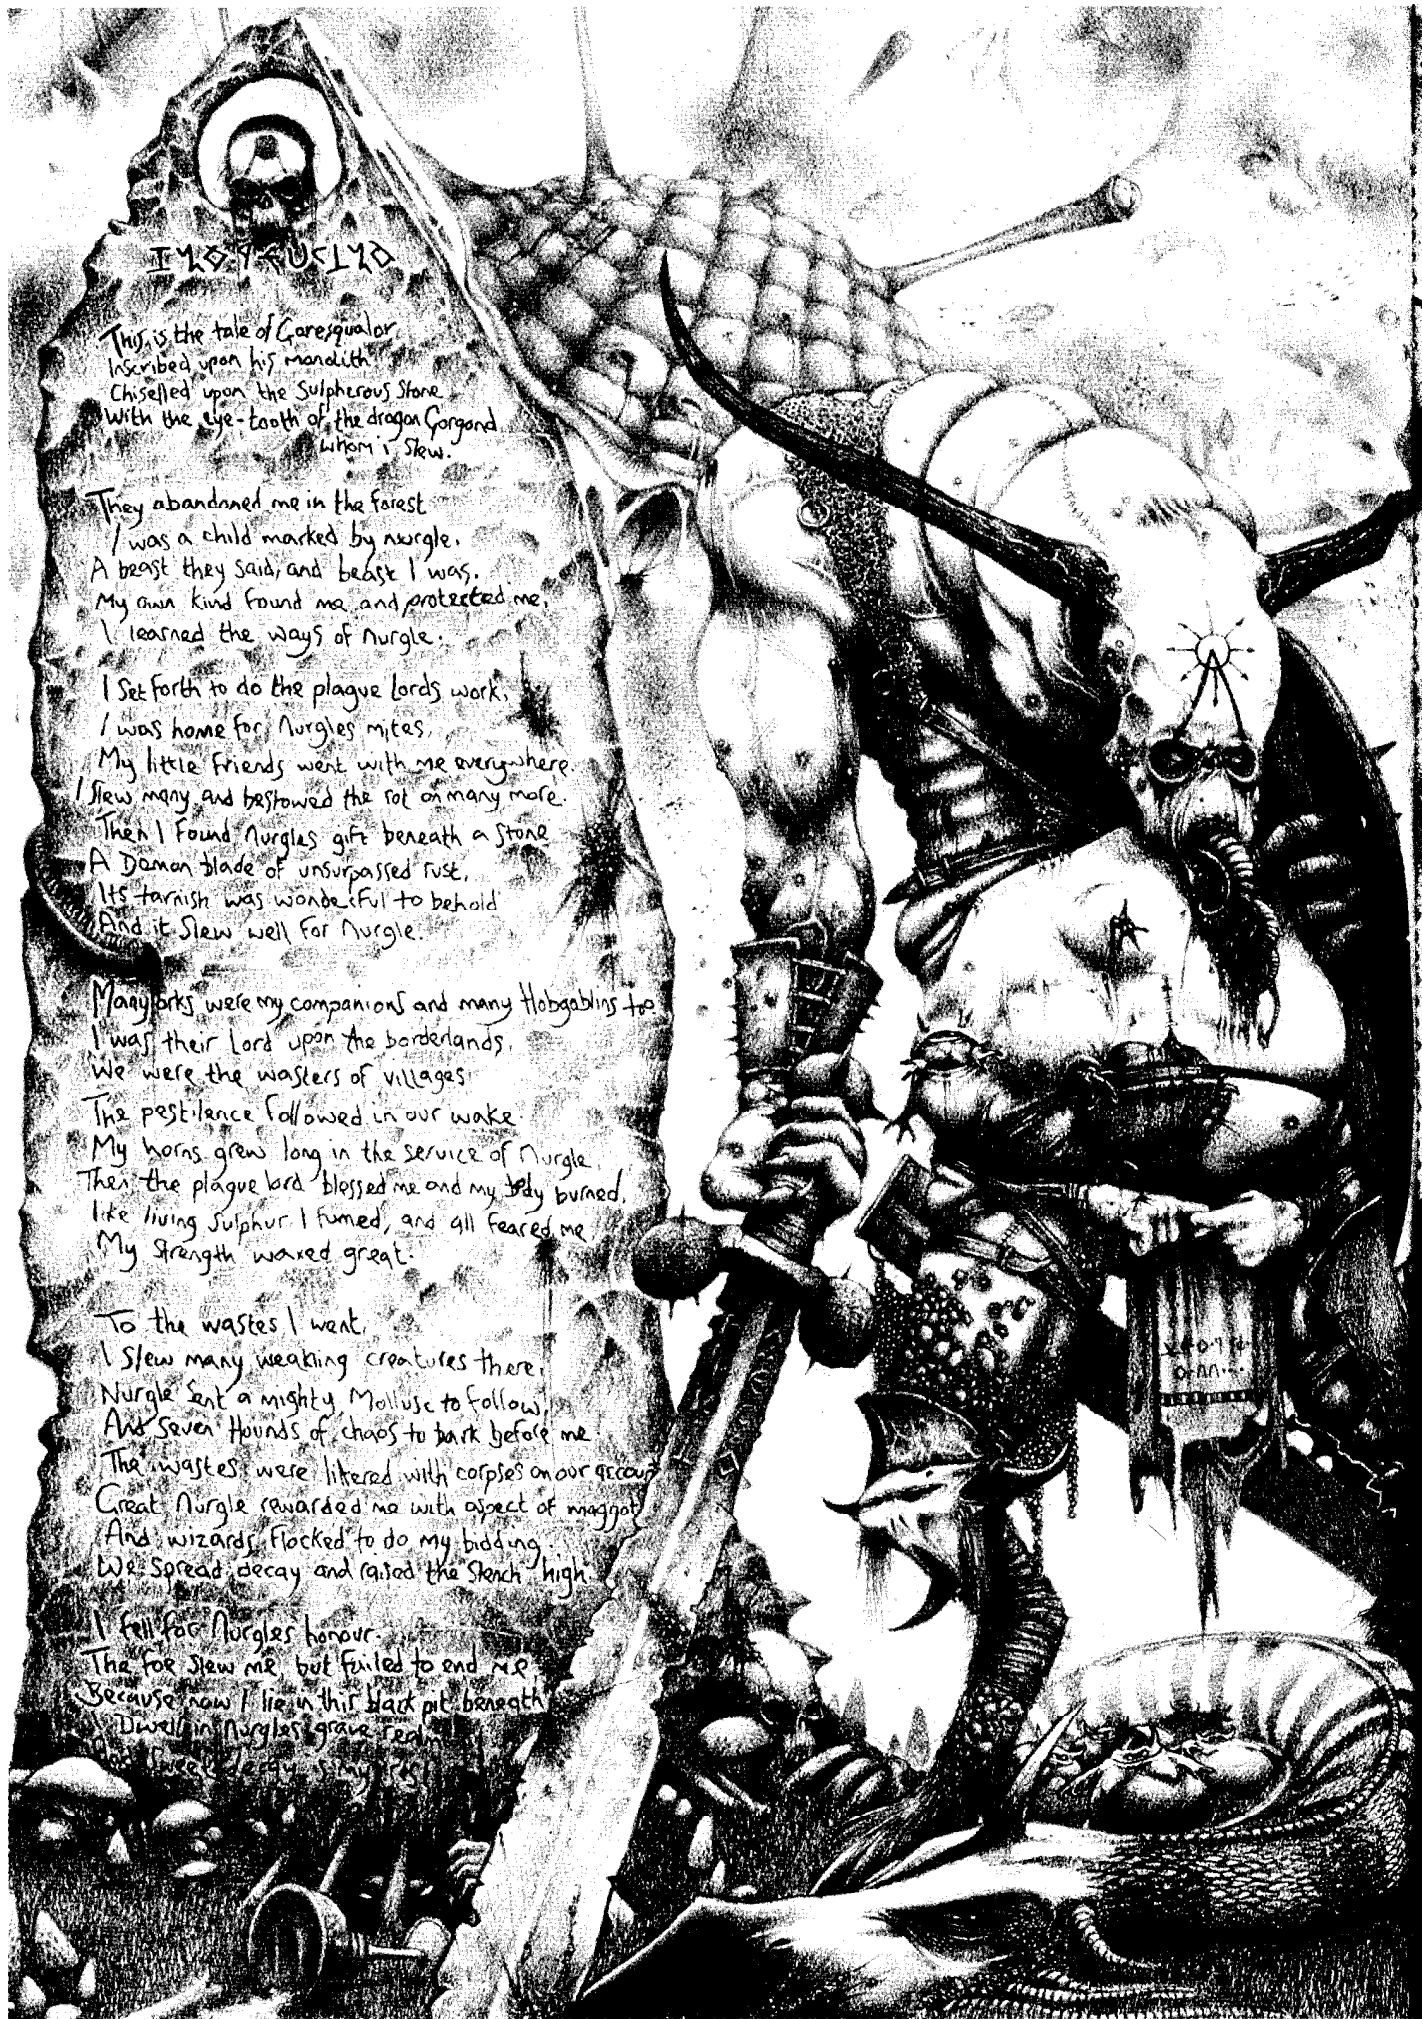 This is the tale of Goresqualor
Inscribed upon his monolith
Chiselled upon the Sulpherous Stone
With the eye-tooth of the dragon Gorgond
whom i slew.
They abandoned me in the forest
I was a child marked by nurgle.
A beast they said, and beast I was.
My own kind found me and protected me,
I learned the ways of Nurgle.
I Set forth to do the plague Lords work,
I was home for Nurgles mites,
My little friends went with me everywhere.
I Slew many and bestowed the rot on many more.
Then I found Nurgles gift beneath a Stone
A Demon blade of unsurpassed rust,
Its tarnish was wonderful to behold
And it Slew well for Nurgle.
Many orks were my companions and many Hobgoblins too
I was their Lord upon the borderlands,
We were the wasters of villages
The pestilence followed in our wake.
My horns grew long in the service of Nurgle,
Then the plague lord blessed me and my body burned,
like living Sulphur I fumed, and all feared me
My Strength waxed great.
To the wastes I went,
I Slew many weakling creatures there,
Nurgle Sent a mighty Mollusc to follow,
And Seven Hounds of chaos to bark before me
The wastes were littered with corpses on our account
Great Nurgle rewarded me with aspect of maggot
And wizards flocked to do my bidding.
We Spread decay and raised the Stench high.
I fell for Nurgles honour.
The foe Slew me, but failed to end me,
Because now I lie in this dark pit beneath
I Dwell in Nurgles grave realm
And Sweet decay is my